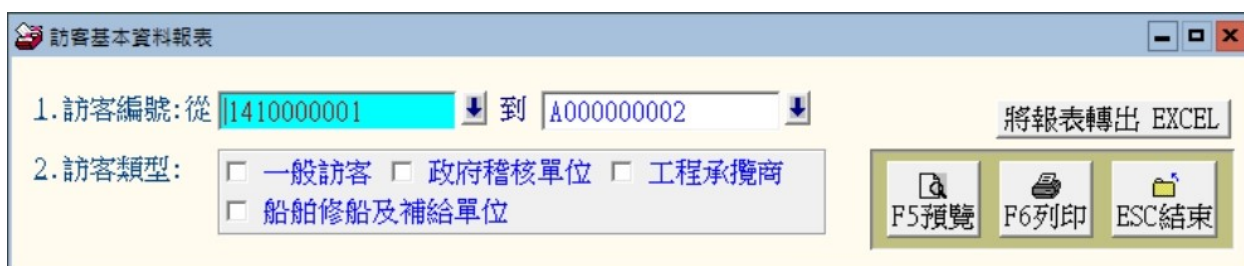 訪客基本資料報表
1.訪客編號:從 1410000001 到 A000000002
將報表轉出 EXCEL
2.訪客類型: 一般訪客 政府稽核單位 工程承攬商
船舶修船及補給單位
F5預覽 F6列印 ESC結束